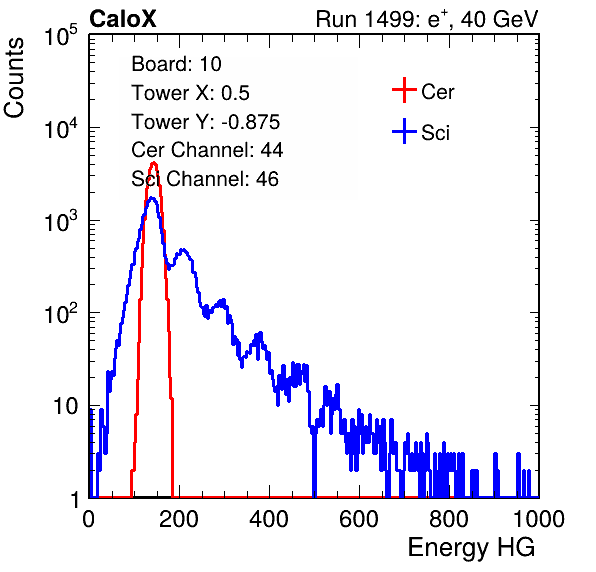 CaloX Run 1499: e+, 40 GeV
Counts
10^5
10^4
10^3
10^2
10
1
Board: 10
Tower X: 0.5
Tower Y: -0.875
Cer Channel: 44
Sci Channel: 46
Cer
Sci
0 200 400 600 800 1000
Energy HG